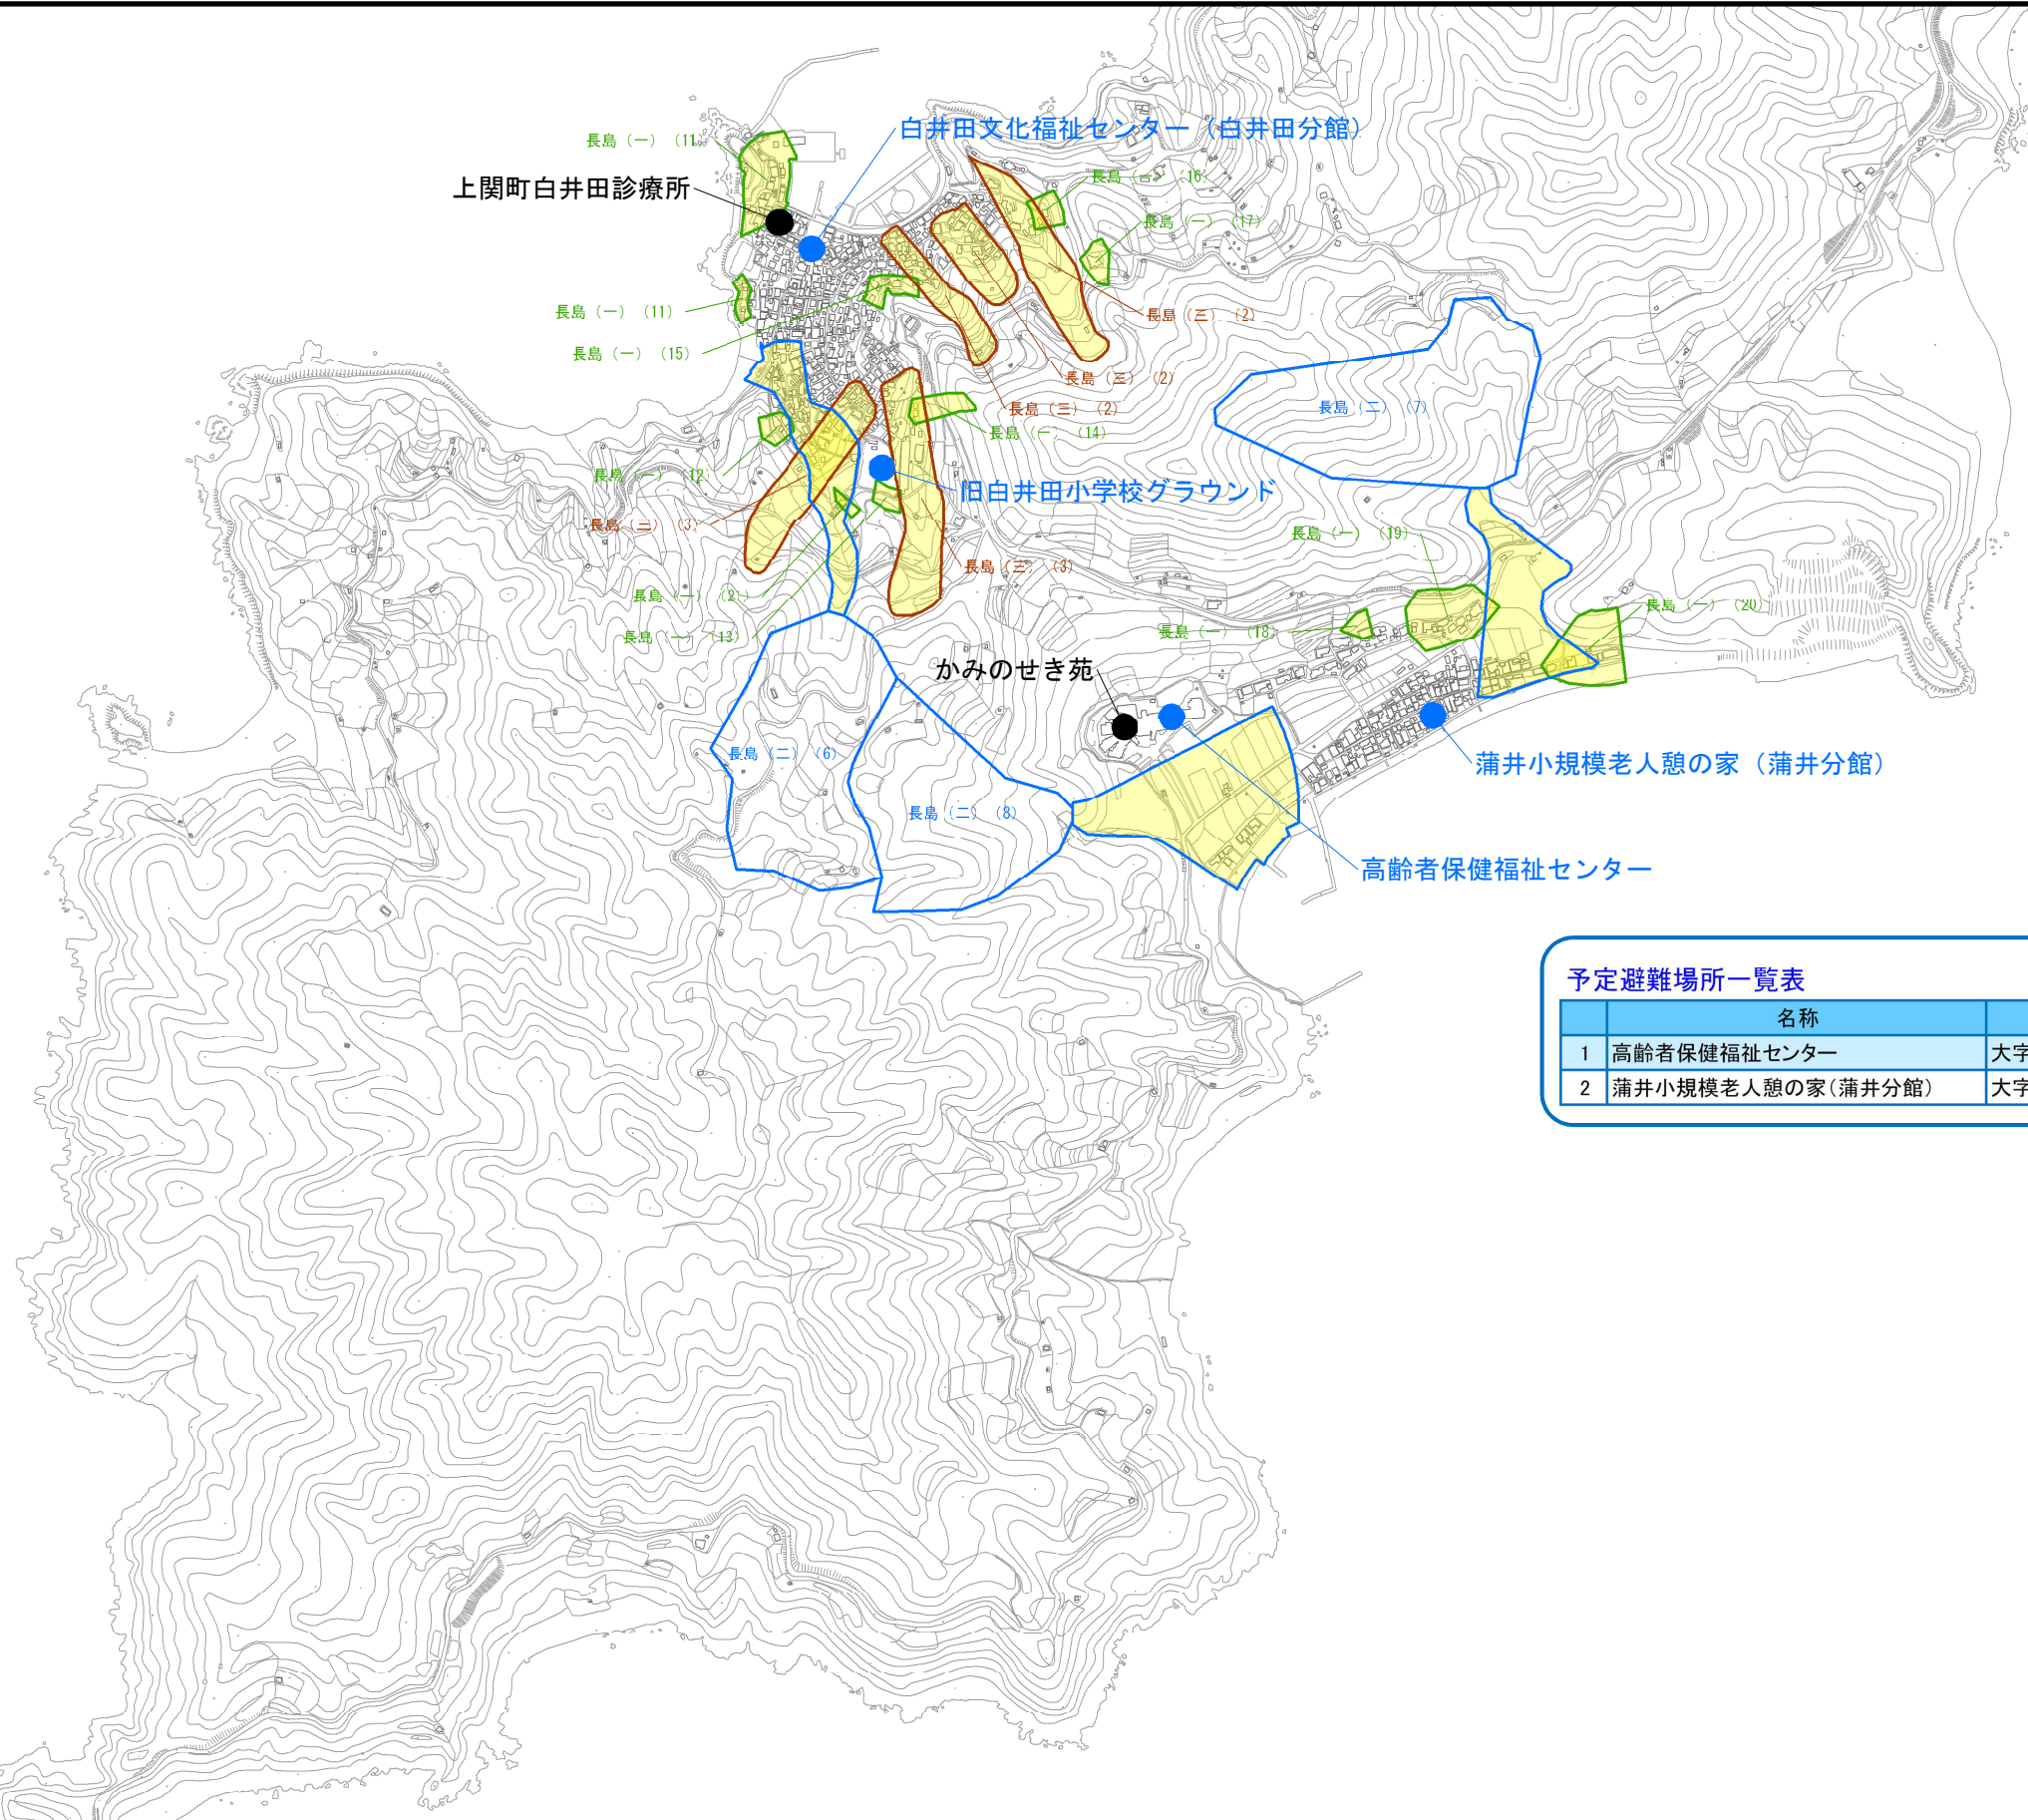 白井田文化福祉センター（白井田分館）
長島（一）（11）
長島（一）（16）
上関町白井田診療所
長島（一）（17）
長島（一）（11）
長島（三）（2）
長島（一）（15）
長島（三）（2）
長島（二）（7）
長島（三）（2）
長島（一）（14）
長島（一）（12）
旧白井田小学校グラウンド
長島（三）（3）
長島（一）（19）
長島（三）（3）
長島（一）（21）
長島（一）（20）
長島（一）（13）
長島（一）（18）
かみのせき苑
長島（二）（6）
蒲井小規模老人憩の家（蒲井分館）
長島（二）（8）
高齢者保健福祉センター
予定避難場所一覧表
名称
1 高齢者保健福祉センター 大字
2 蒲井小規模老人憩の家（蒲井分館） 大字